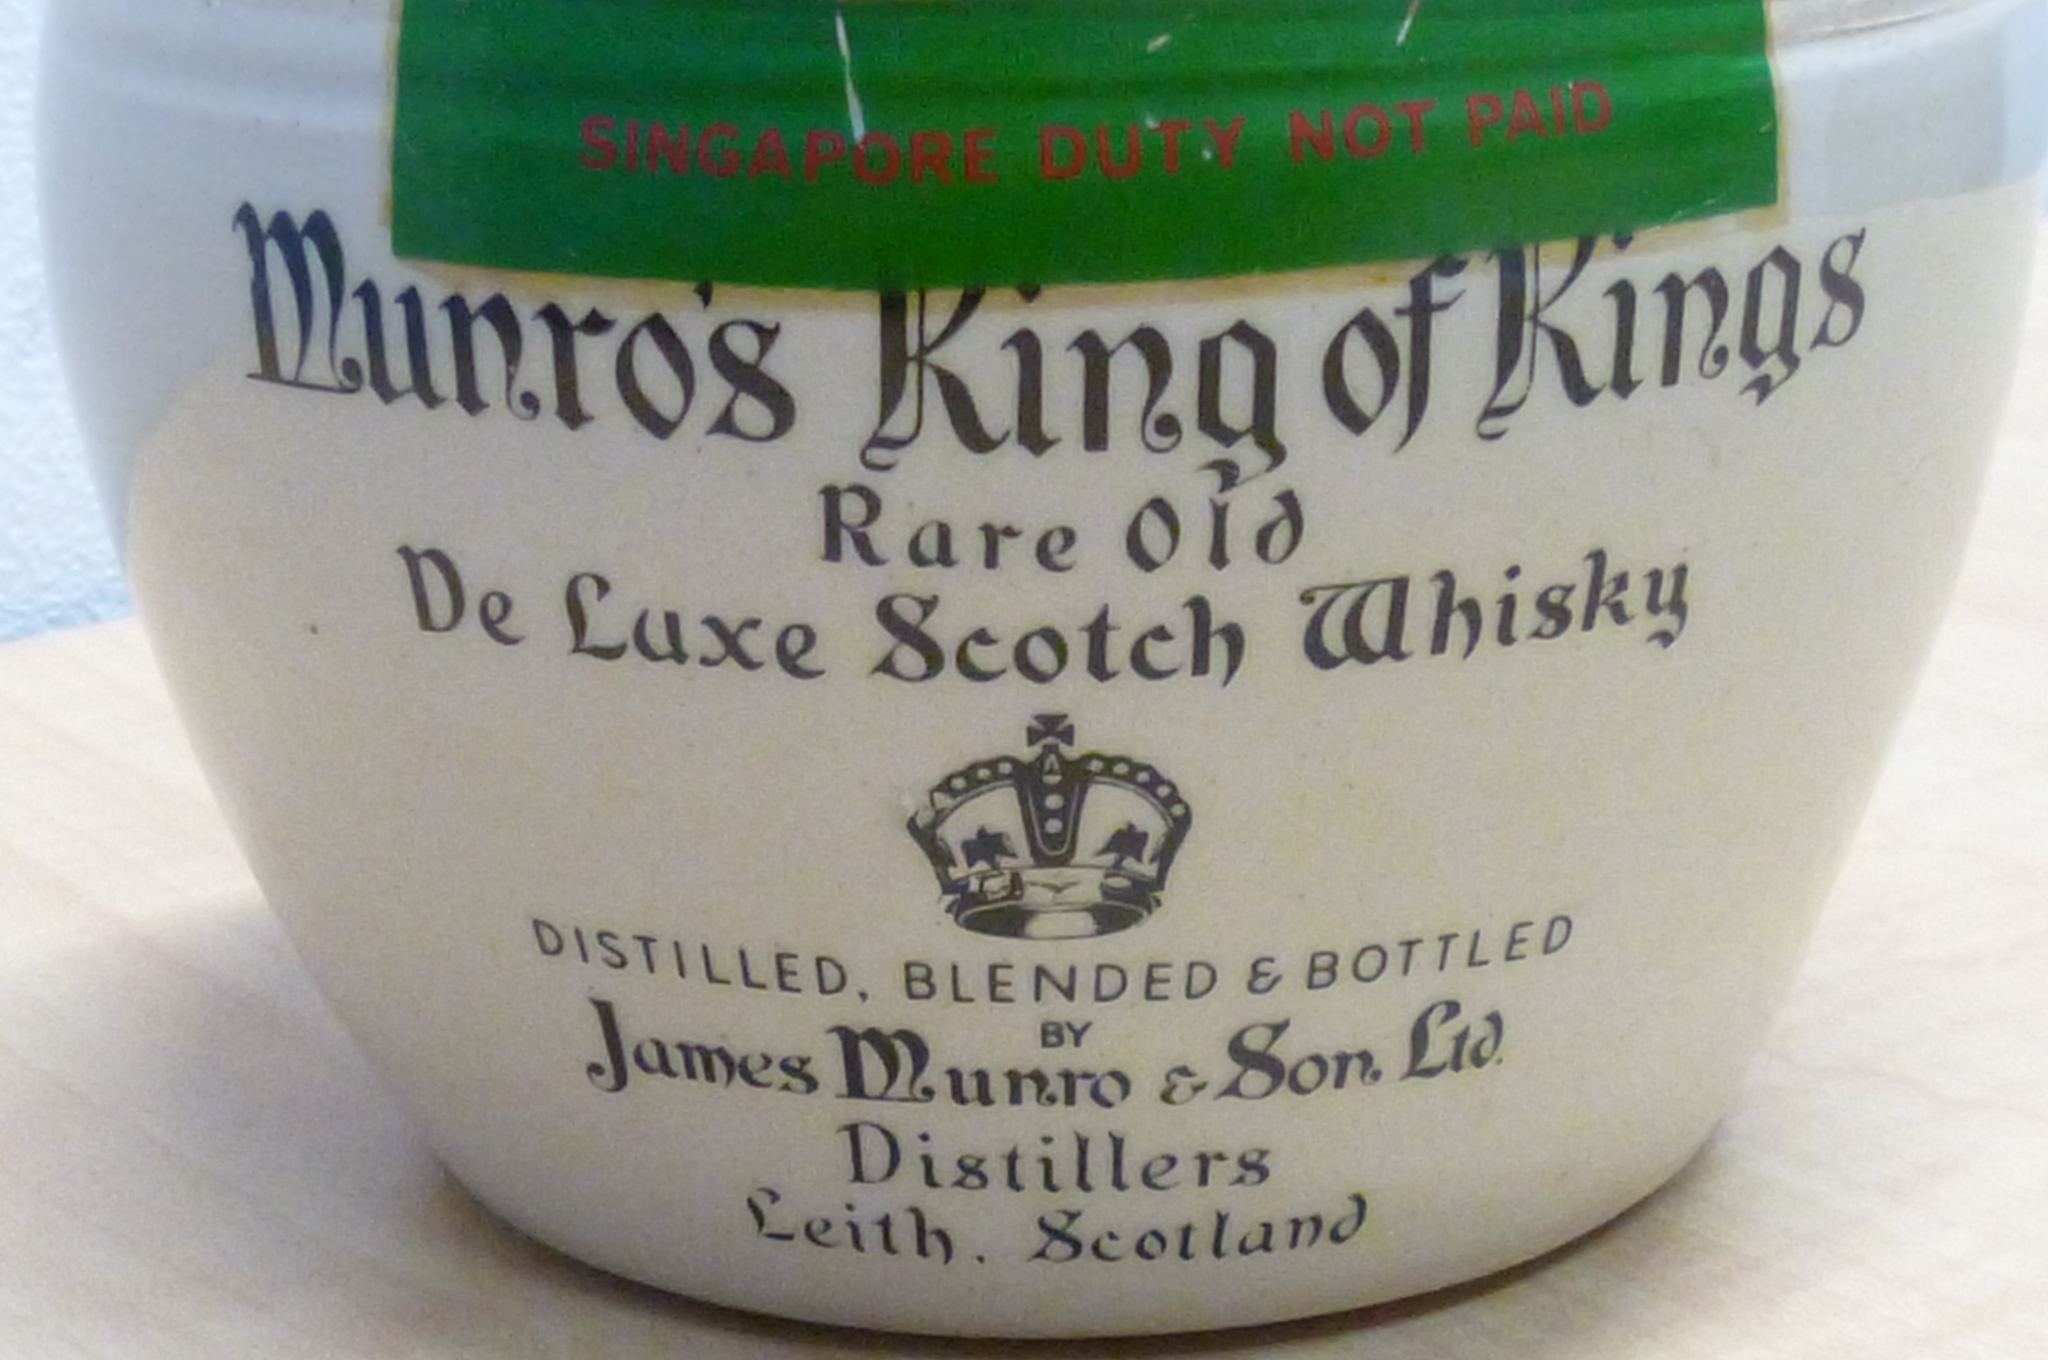 SINGAPORE DUTY NOT PAID
Munro's King of Kings
Rare Old
De Luxe Scotch Whisky
DISTILLED, BLENDED & BOTTLED
BY
James Munro & Son Ltd.
Distillers
Leith. Scotland